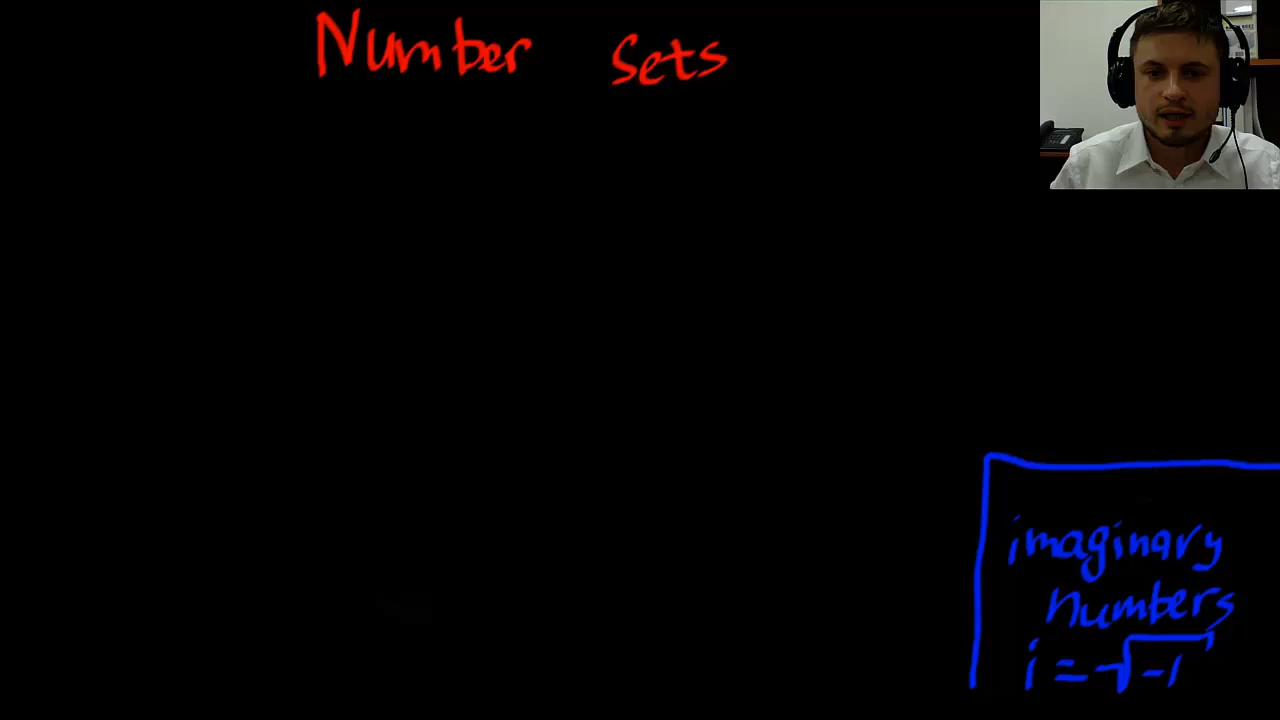 Number Sets
imaginary
numbers
i = √-1